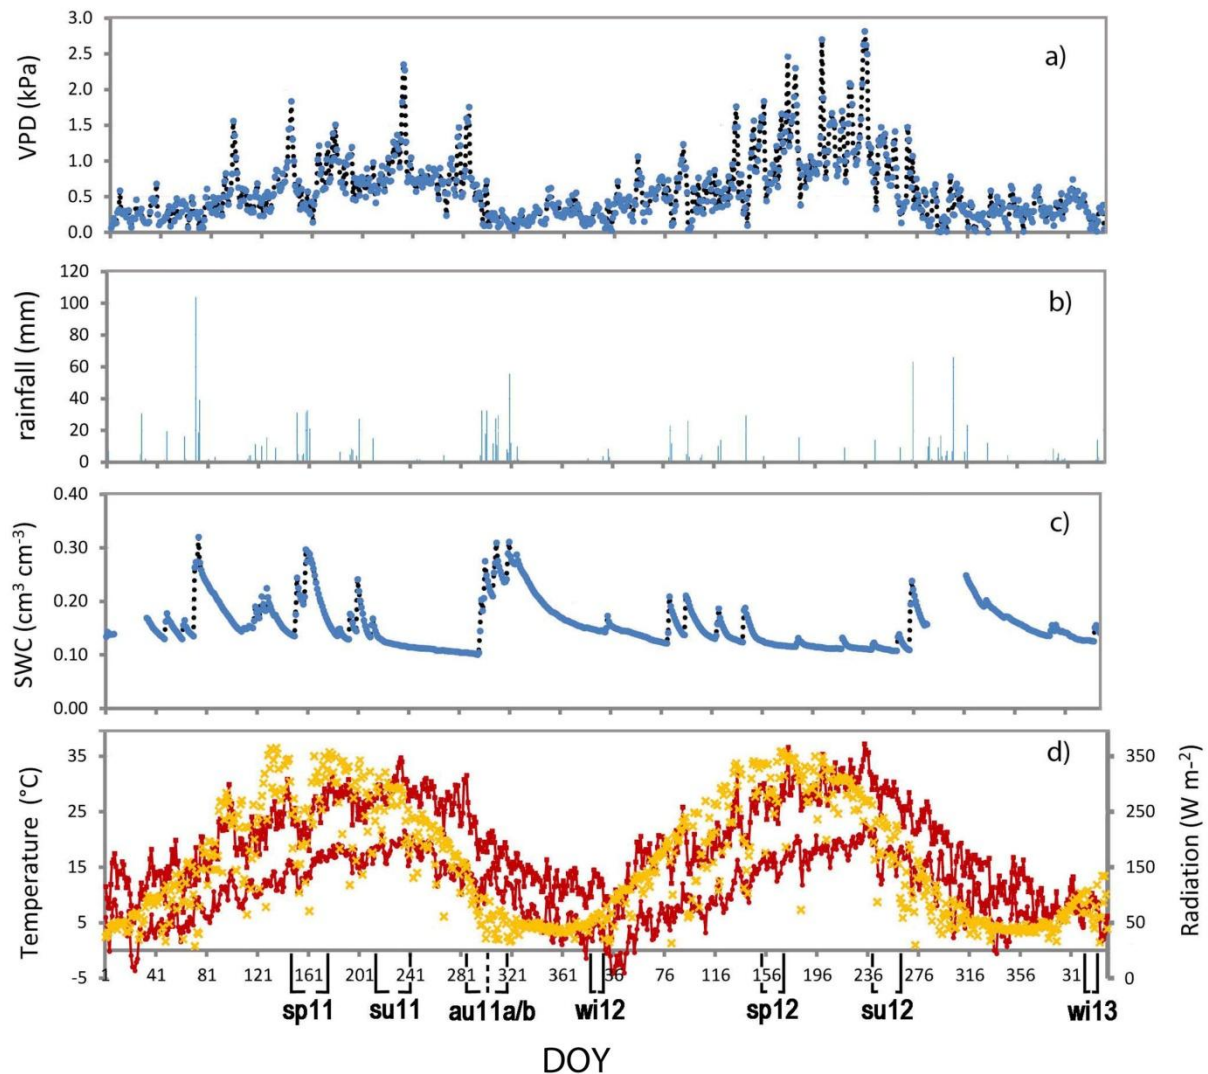 3.0
2.5
2.0
1.5
1.0
0.5
0.0
VPD (kPa)
a)
120
100
80
60
40
20
0
rainfall (mm)
b)
0.40
0.30
0.20
0.10
0.00
SWC (cm³ cm⁻³)
c)
35
25
15
5
-5
Temperature (°C)
d)
350
250
150
50
0
Radiation (W m⁻²)
1 41 81 121 161 201 241 281 321 361 36 76 116 156 196 236 276 316 356 31
sp11 su11 au11a/b wi12 sp12 su12 wi13
DOY